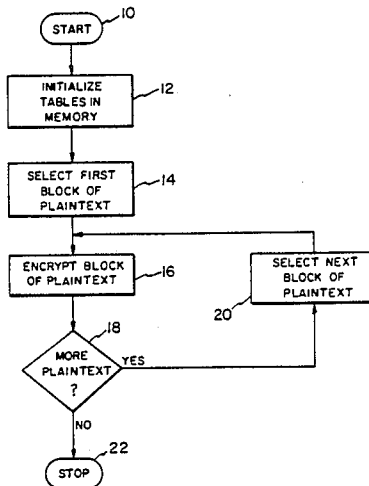 START
10
INITIALIZE
TABLES IN
MEMORY
12
SELECT FIRST
BLOCK OF
PLAINTEXT
14
ENCRYPT BLOCK
OF PLAINTEXT
16
SELECT NEXT
BLOCK OF
PLAINTEXT
20
18
MORE
PLAINTEXT
?
YES
NO
22
STOP